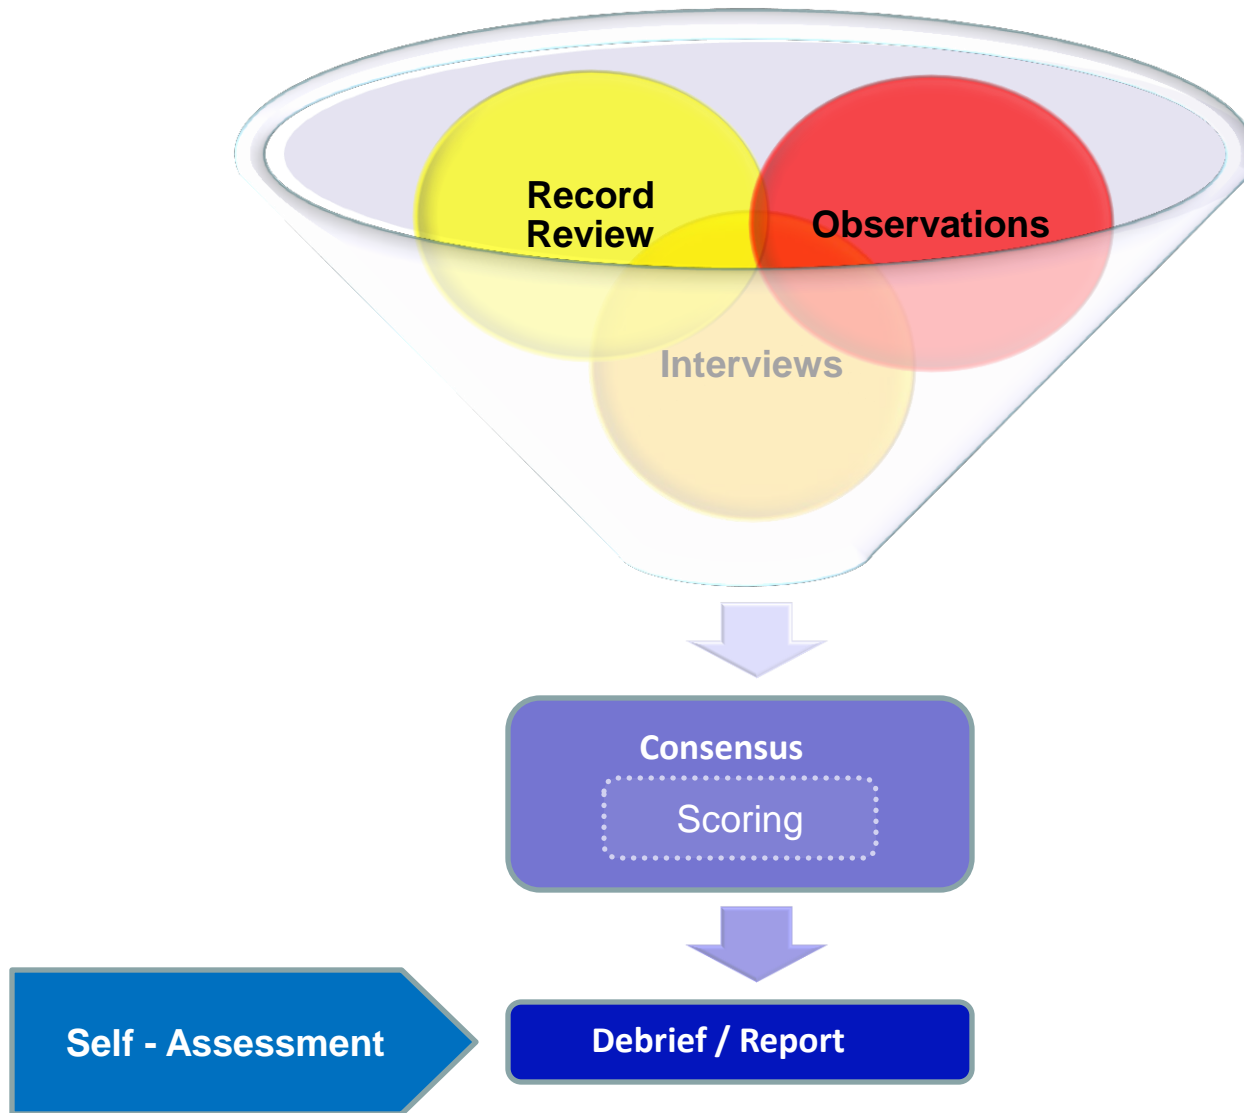 Record
Review
Observations
Interviews
Consensus
Scoring
Self - Assessment
Debrief / Report